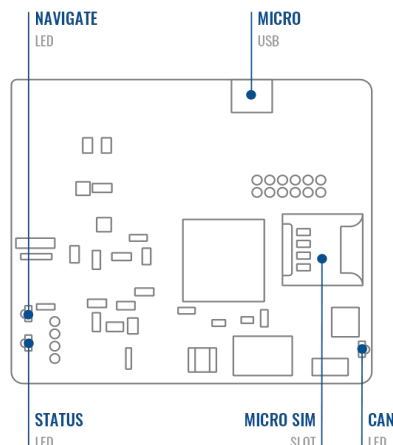 NAVIGATE
LED
MICRO
USB
STATUS
LED
MICRO SIM
SLOT
CAN
LED